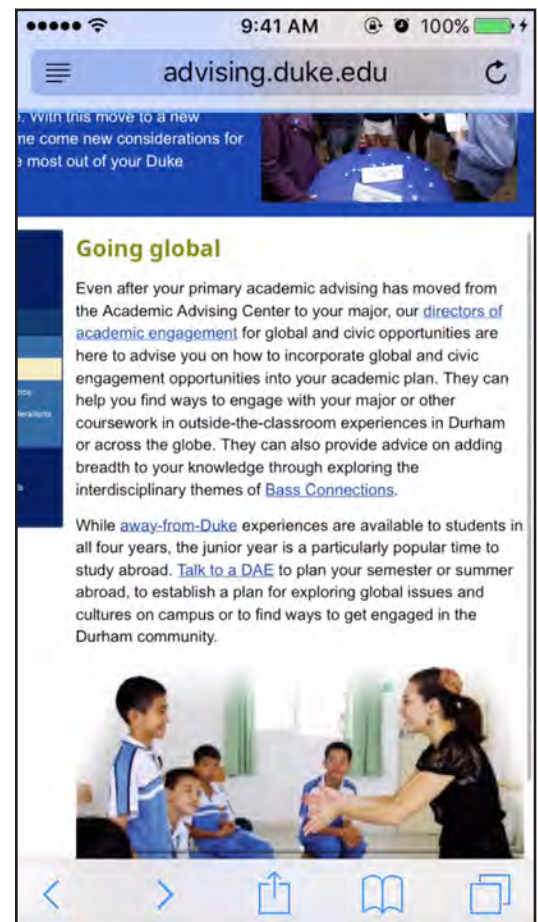 9:41 AM 100%
advising.duke.edu
e. With this move to a new
me come new considerations for
e most out of your Duke
Going global
Even after your primary academic advising has moved from
the Academic Advising Center to your major, our directors of
academic engagement for global and civic opportunities are
here to advise you on how to incorporate global and civic
engagement opportunities into your academic plan. They can
help you find ways to engage with your major or other
coursework in outside-the-classroom experiences in Durham
or across the globe. They can also provide advice on adding
breadth to your knowledge through exploring the
interdisciplinary themes of Bass Connections.
While away-from-Duke experiences are available to students in
all four years, the junior year is a particularly popular time to
study abroad. Talk to a DAE to plan your semester or summer
abroad, to establish a plan for exploring global issues and
cultures on campus or to find ways to get engaged in the
Durham community.